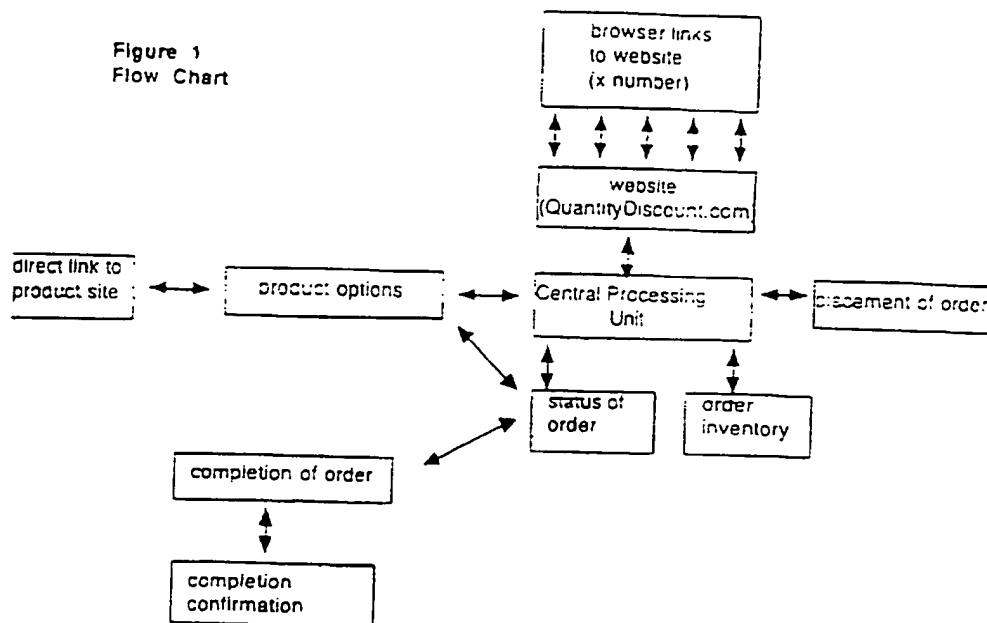 Figure 1
Flow Chart
browser links
to website
(x number)
website
(QuantityDiscount.com
direct link to
product site
product options
Central Processing
Unit
placement of order
status of
order
order
inventory
completion of order
completion
confirmation